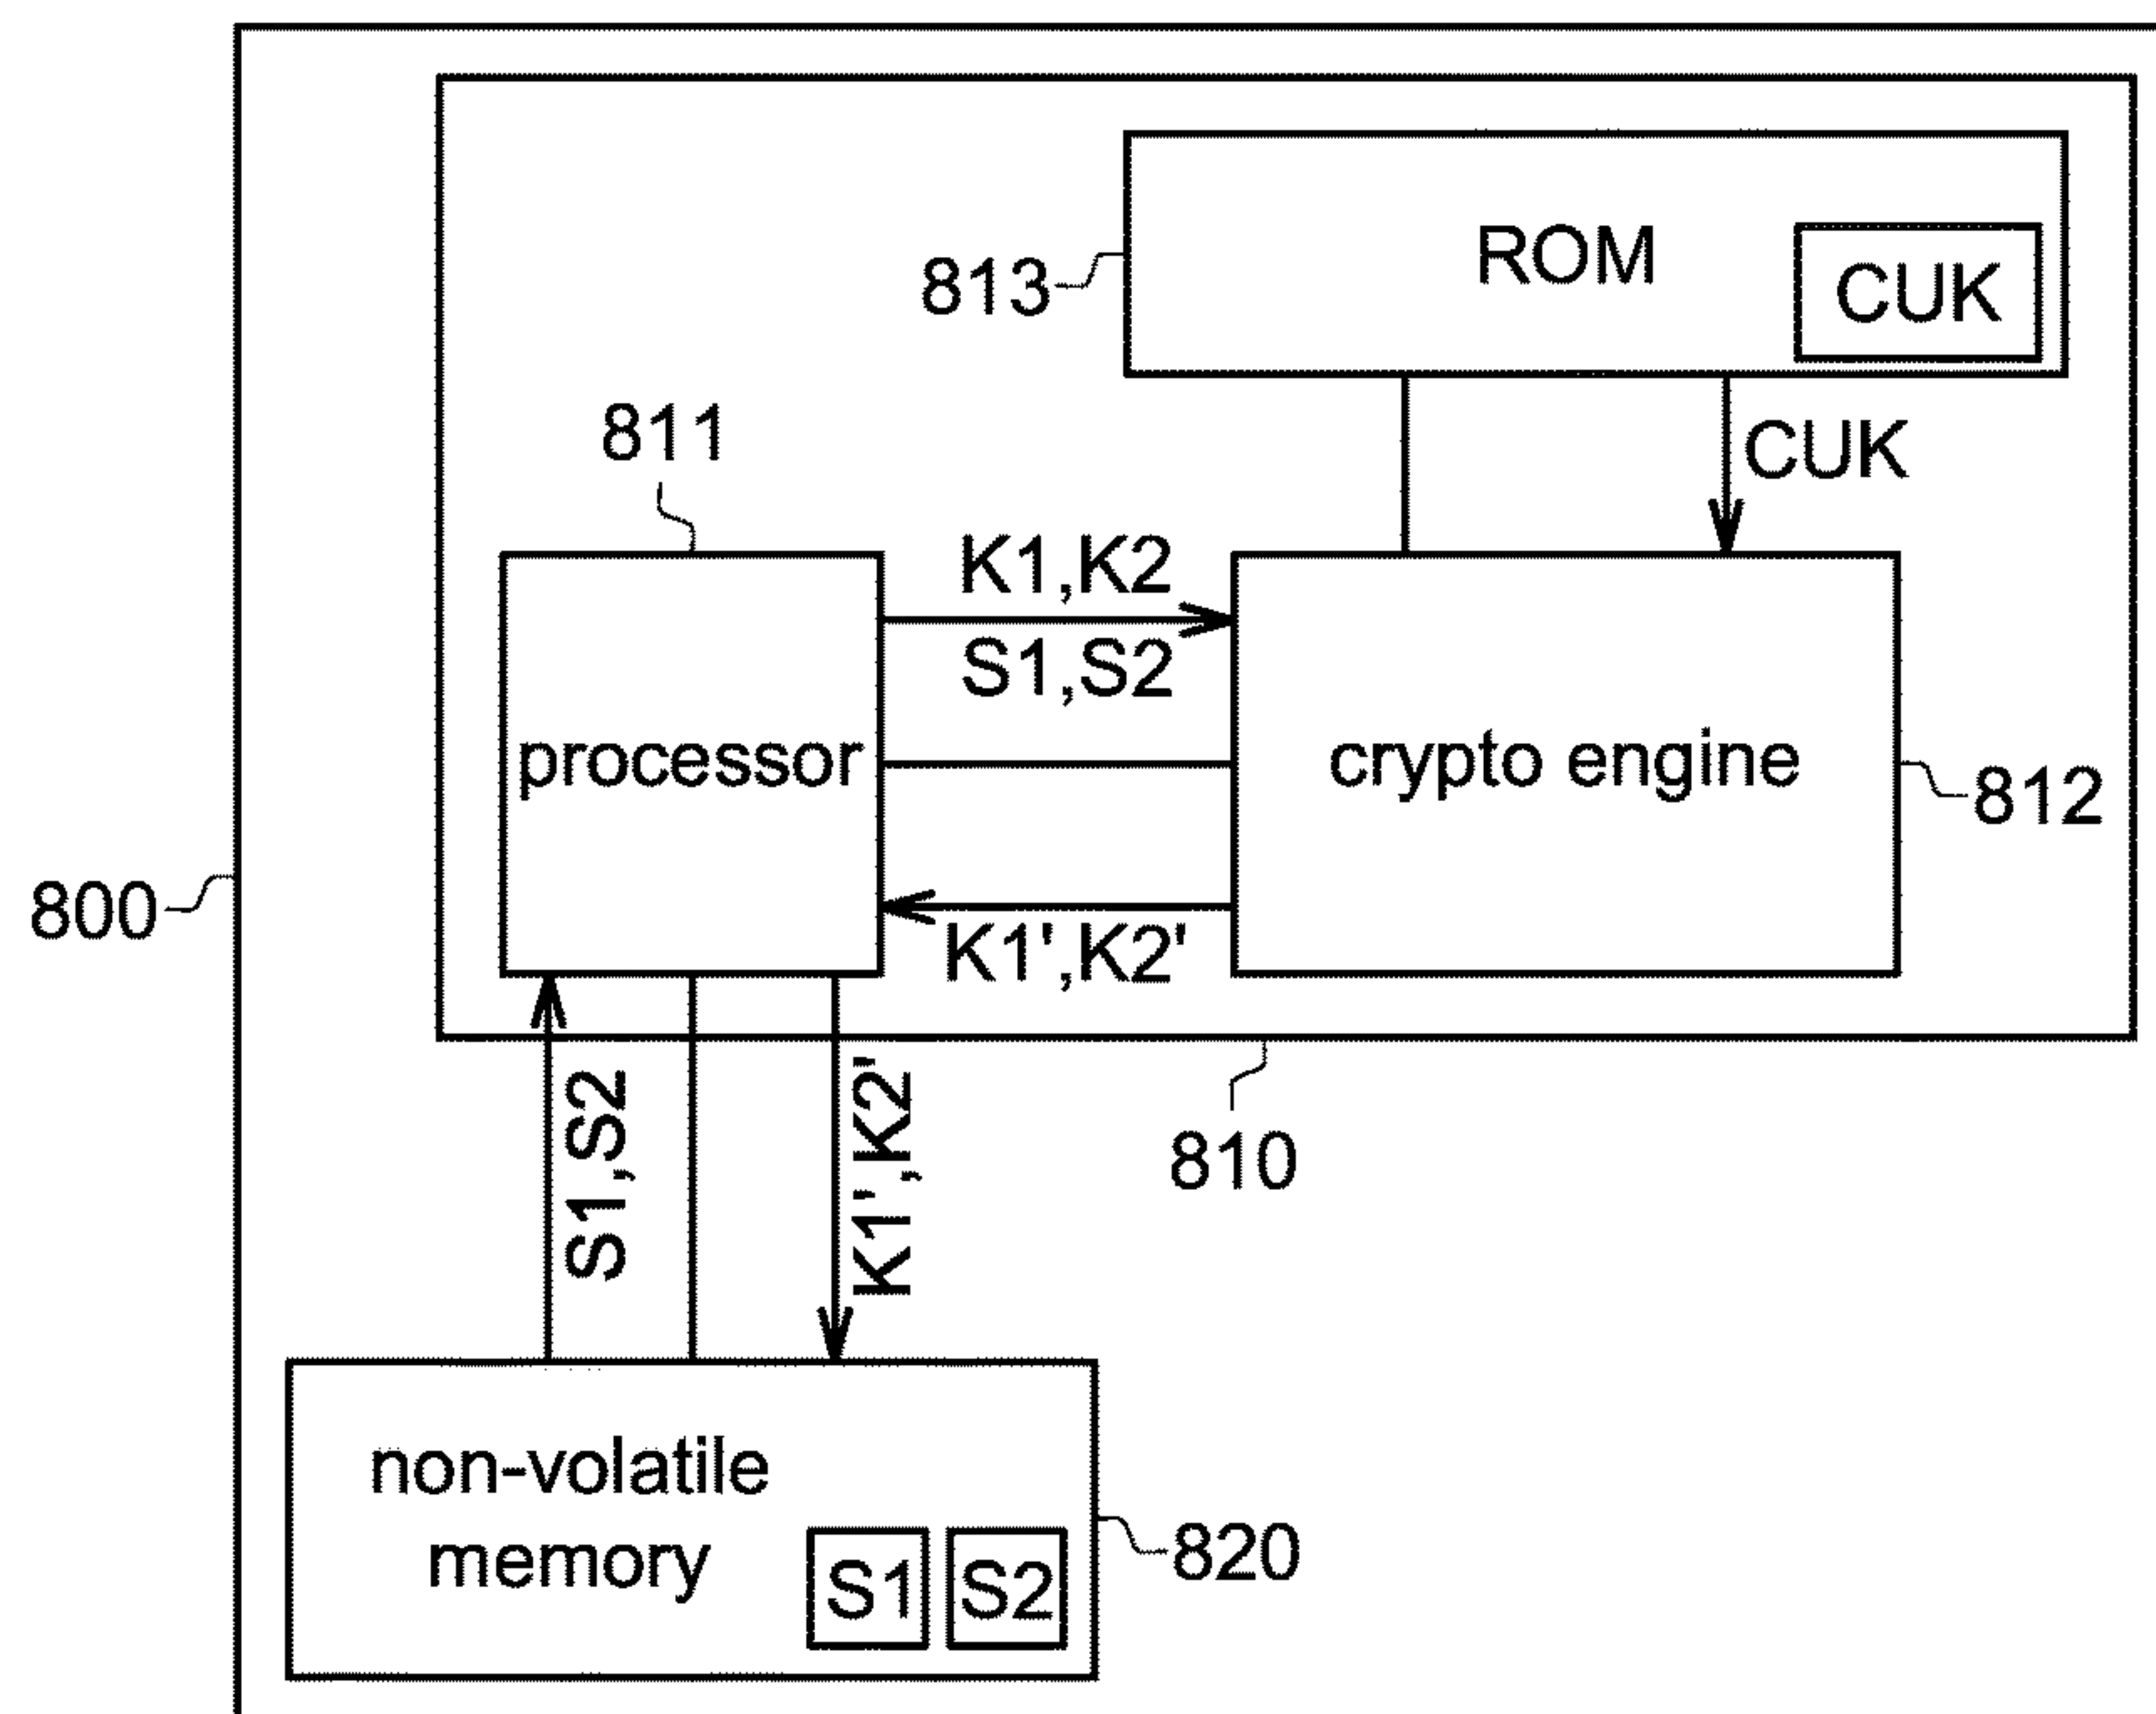 ROM
CUK
813
811
CUK
K1,K2
S1,S2
processor
crypto engine
812
800
K1',K2'
S1,S2
K1',K2'
810
non-volatile
memory
S1
S2
820